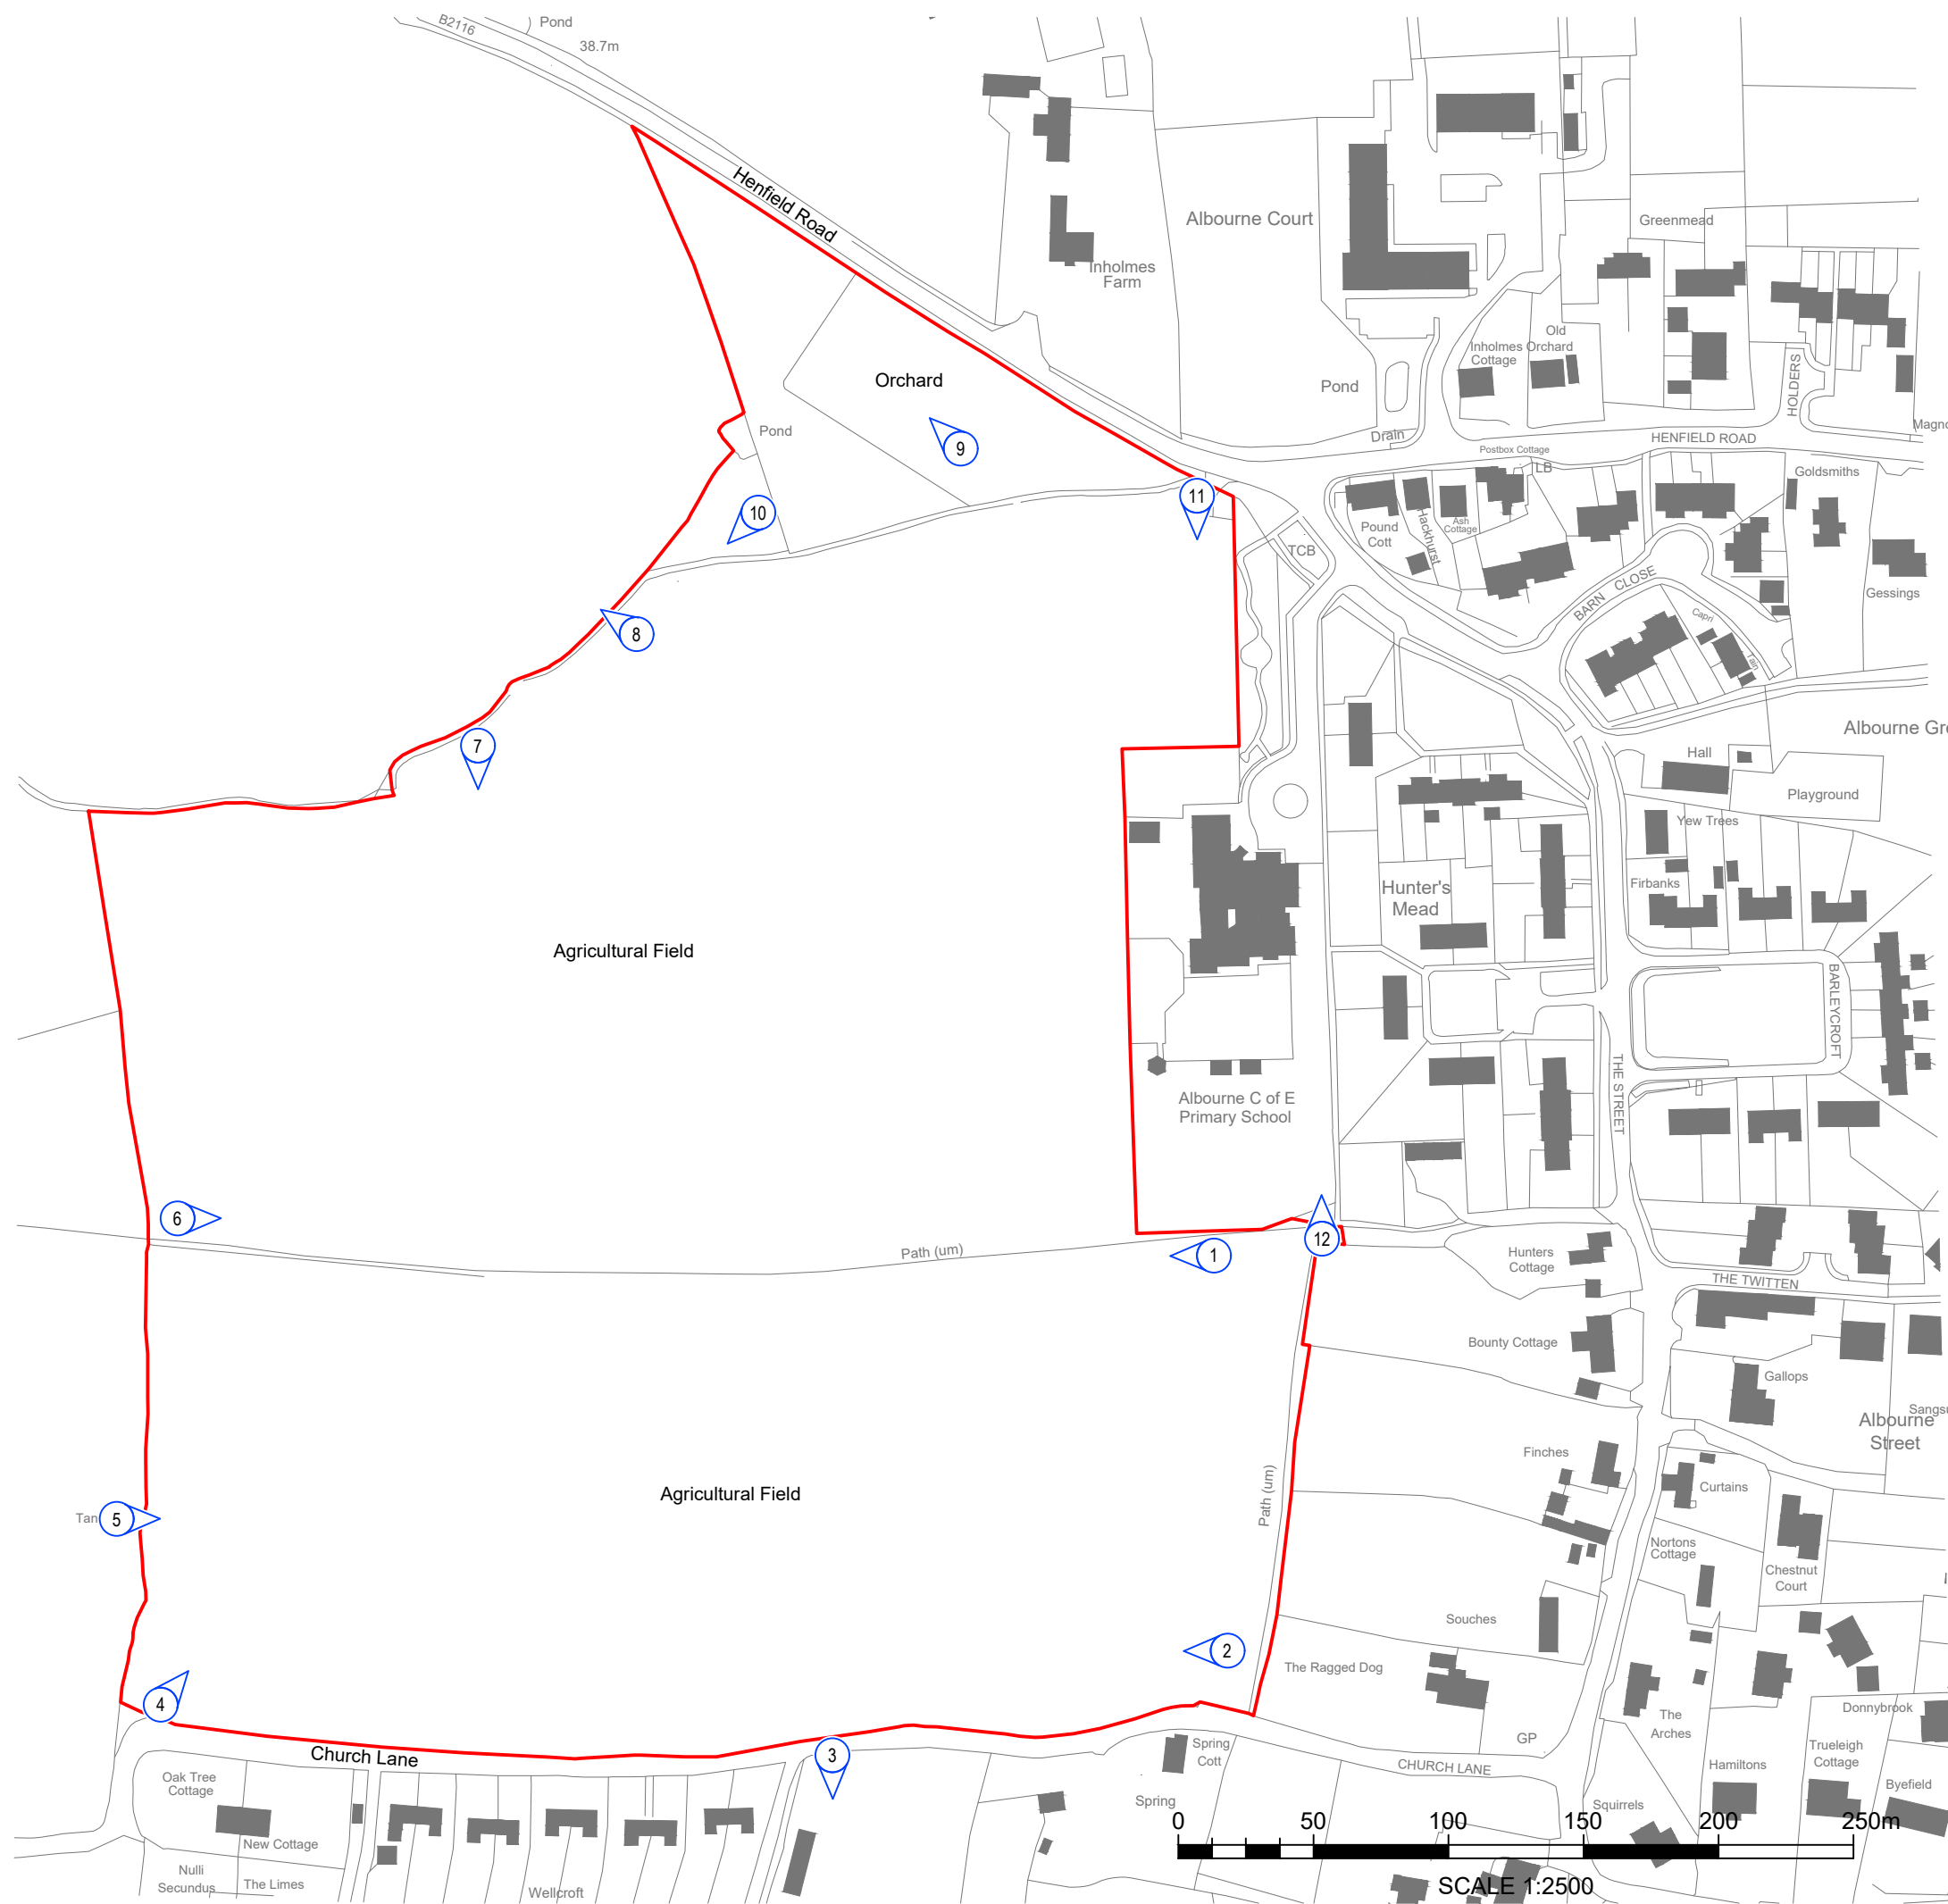 B2116
Pond
38.7m
Henfield Road
Albourne Court
Inholmes
Farm
Greenmead
Old
Inholmes Orchard
Cottage
HOLDERS
Orchard
Pond
Drain
HENFIELD ROAD
Pond
9
Postbox Cottage
LB
Goldsmiths
10
11
Pound
Cott
Hackhurst
Ash
Cottage
TCB
BARN CLOSE
Gessings
Capri
Tain
8
7
Albourne Gr
Hall
Playground
Yew Trees
Firbanks
Hunter's
Mead
Agricultural Field
BARLEYCROFT
THE STREET
Albourne C of E
Primary School
6
12
Path (um)
1
Hunters
Cottage
THE TWITTEN
Bounty Cottage
Gallops
Albourne
Street
Finches
Curtains
Agricultural Field
Path (um)
Tan
5
Nortons
Cottage
Chestnut
Court
Souches
2
The Ragged Dog
4
The
Arches
Donnybrook
GP
Church Lane
3
Spring
Cott
CHURCH LANE
Hamiltons
Trueleigh
Cottage
Oak Tree
Cottage
Spring
Squirrels
Byefield
0 50 100 150 200 250m
New Cottage
Nulli
Secundus
The Limes
Wellcroft
SCALE 1:2500